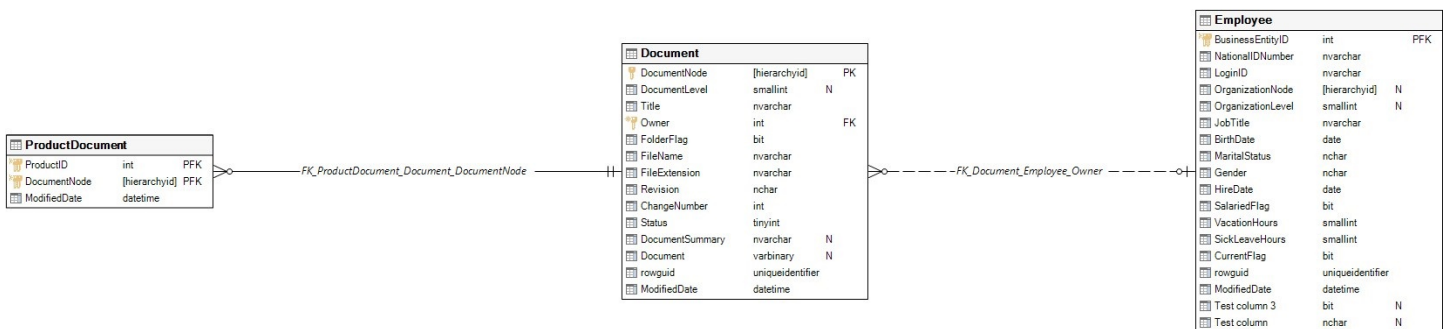 ProductDocument
ProductID int PFK
DocumentNode [hierarchyid] PFK
ModifiedDate datetime
FK_ProductDocument_Document_DocumentNode
Document
DocumentNode [hierarchyid] PK
DocumentLevel smallint N
Title nvarchar
Owner int FK
FolderFlag bit
FileName nvarchar
FileExtension nvarchar
Revision nchar
ChangeNumber int
Status tinyint
DocumentSummary nvarchar N
Document varbinary N
rowguid uniqueidentifier
ModifiedDate datetime
FK_Document_Employee_Owner
Employee
BusinessEntityID int PFK
NationalIDNumber nvarchar
LoginID nvarchar
OrganizationNode [hierarchyid] N
OrganizationLevel smallint N
JobTitle nvarchar
BirthDate date
MaritalStatus nchar
Gender nchar
HireDate date
SalariedFlag bit
VacationHours smallint
SickLeaveHours smallint
CurrentFlag bit
rowguid uniqueidentifier
ModifiedDate datetime
Test column 3 bit N
Test column nchar N